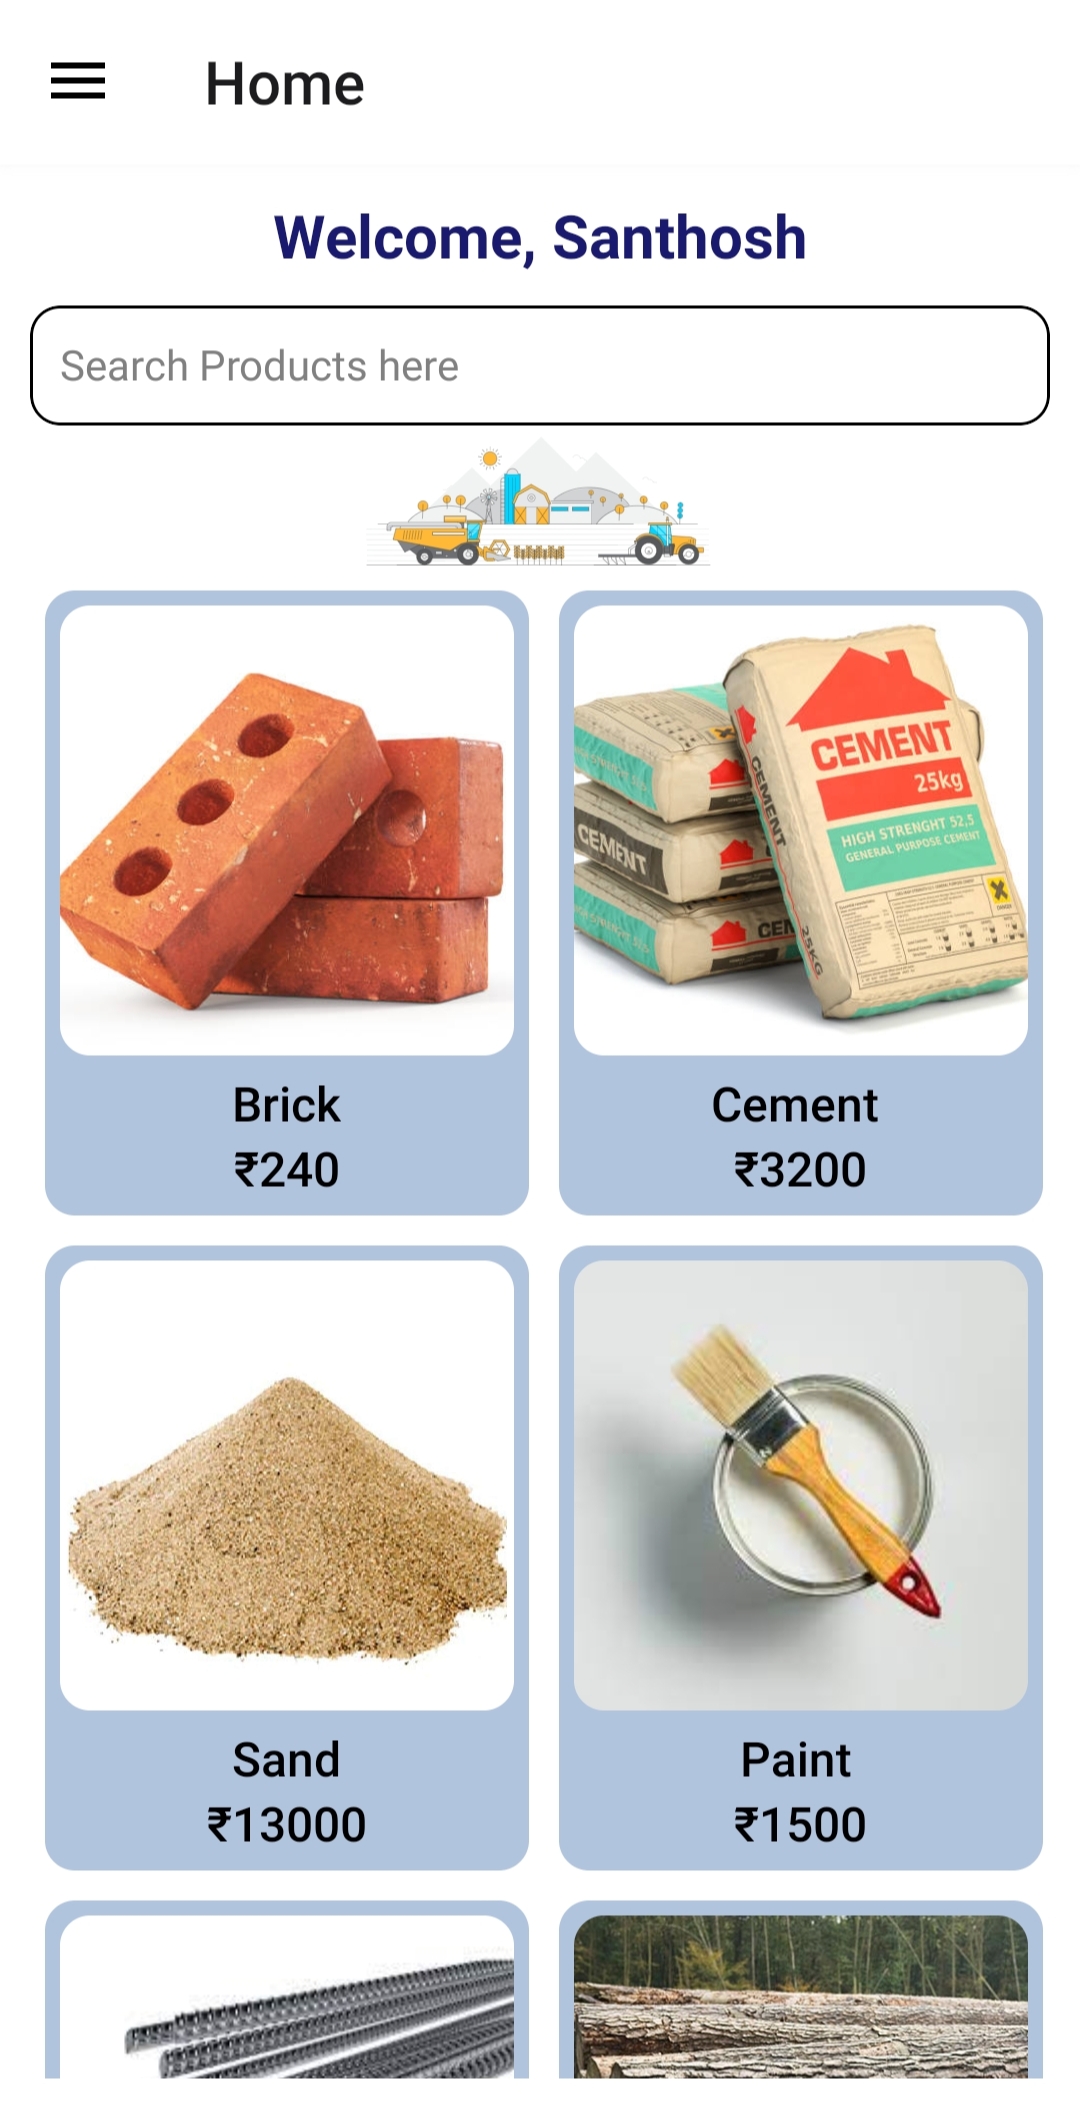 Home
Welcome, Santhosh
Search Products here
CEMENT
25kg
HIGH STRENGHT 52,5
GENERAL PURPOSE CEMENT
CEMENT
CEMENT
25KG
Brick
Cement
₹240
₹3200
Sand
Paint
₹13000
₹1500